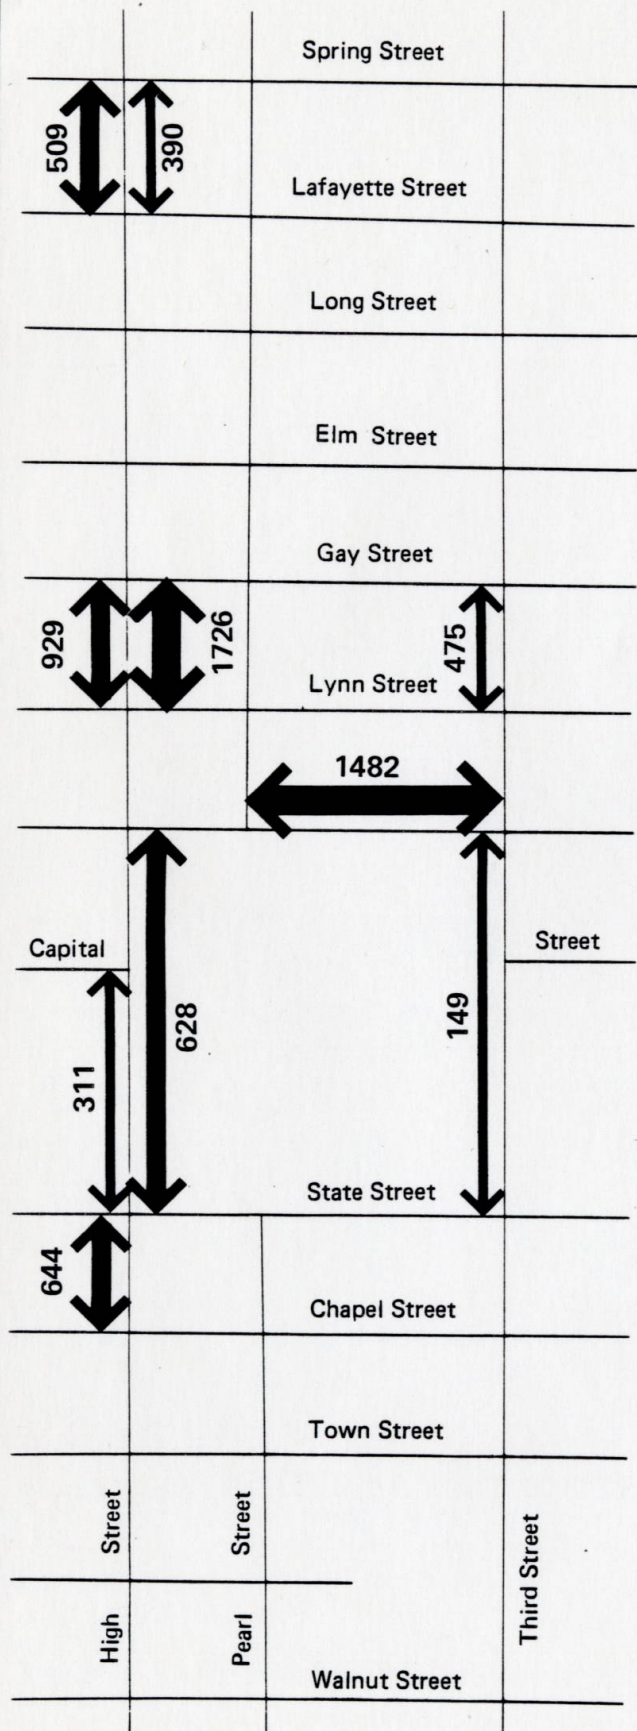 Spring Street
509
390
Lafayette Street
Long Street
Elm Street
Gay Street
929
1726
475
Lynn Street
1482
Capital
Street
628
149
311
State Street
644
Chapel Street
Town Street
High Street
Pearl Street
Third Street
Walnut Street